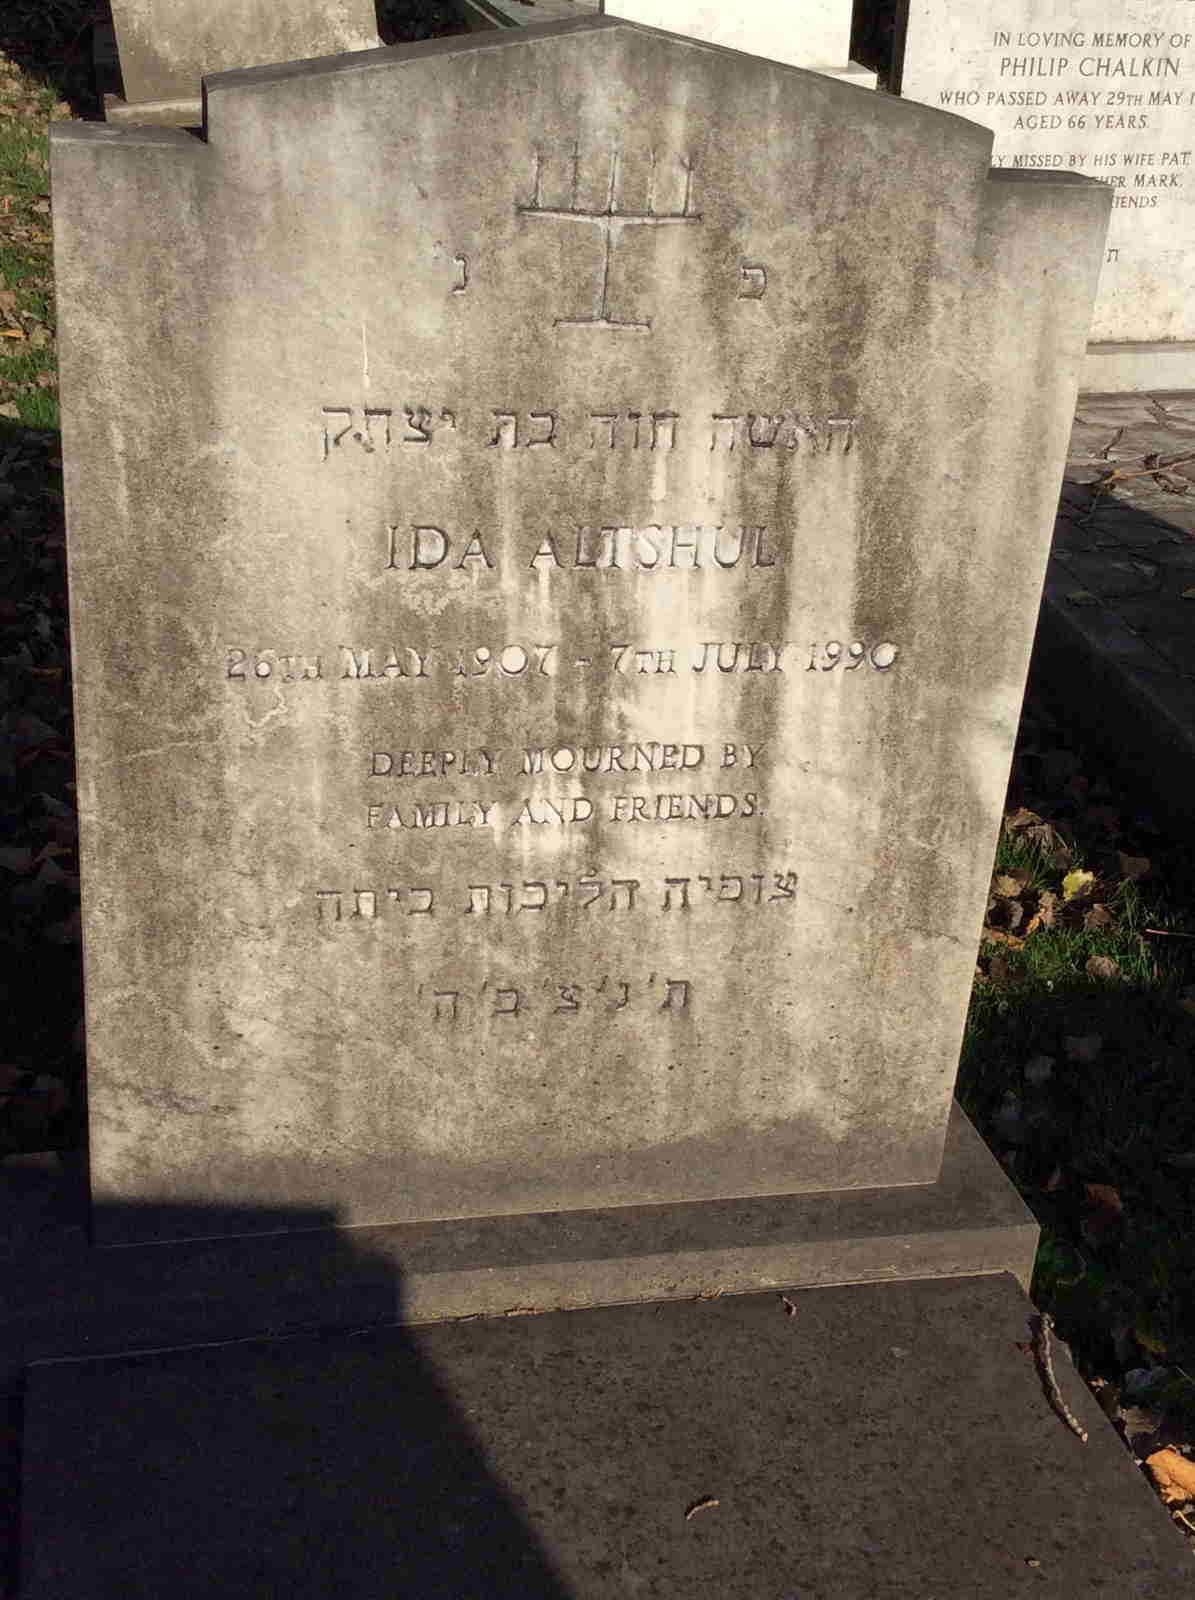 פ נ
האשה חוה בת יצחק
IDA ALTSHUL
26TH MAY 1907 - 7TH JULY 1990
DEEPLY MOURNED BY
FAMILY AND FRIENDS.
צופיה הליכות ביתה
ת' נ' צ' ב' ה'
IN LOVING MEMORY OF
PHILIP CHALKIN
WHO PASSED AWAY 29TH MAY
AGED 66 YEARS.
MISSED BY HIS WIFE PAT.
MARK,